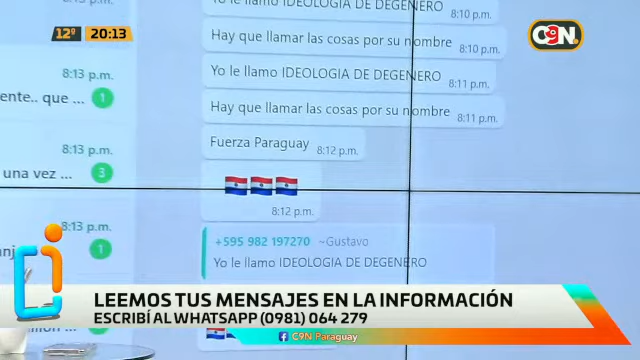 12º 20:13
C9N.
Yo le llamo IDEOLOGIA DE DEGENERO
8:10 p.m.
Hay que llamar las cosas por su nombre
8:10 p.m.
Yo le llamo IDEOLOGIA DE DEGENERO
8:11 p.m.
Hay que llamar las cosas por su nombre
8:11 p.m.
Fuerza Paraguay
8:12 p.m.
8:12 p.m.
+595 982 197270 ~Gustavo
Yo le llamo IDEOLOGIA DE DEGENERO
8:13 p.m.
ente.. que ...
1
8:13 p.m.
una vez ...
3
8:13 p.m.
1
LEEMOS TUS MENSAJES EN LA INFORMACIÓN
ESCRIBÍ AL WHATSAPP (0981) 064 279
C9N Paraguay